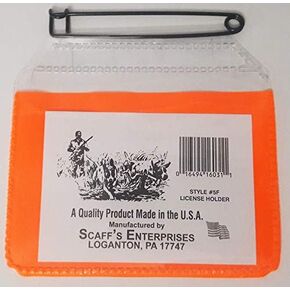 0 16494 16031 1
STYLE #5F
LICENSE HOLDER
A Quality Product Made in the U.S.A.
Manufactured by
SCAFF'S ENTERPRISES
LOGANTON, PA 17747